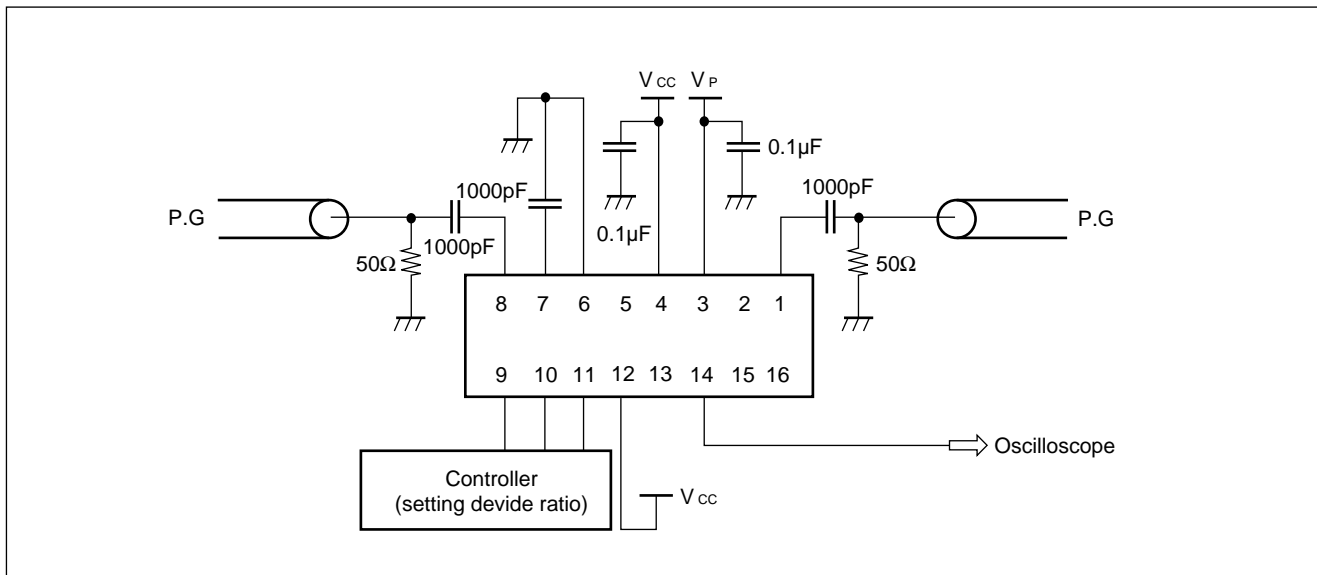 V CC V P
0.1µF
1000pF 1000pF
P.G P.G
1000pF 0.1µF
50Ω 50Ω
8 7 6 5 4 3 2 1
9 10 11 12 13 14 15 16
Oscilloscope
Controller
(setting devide ratio)
V CC